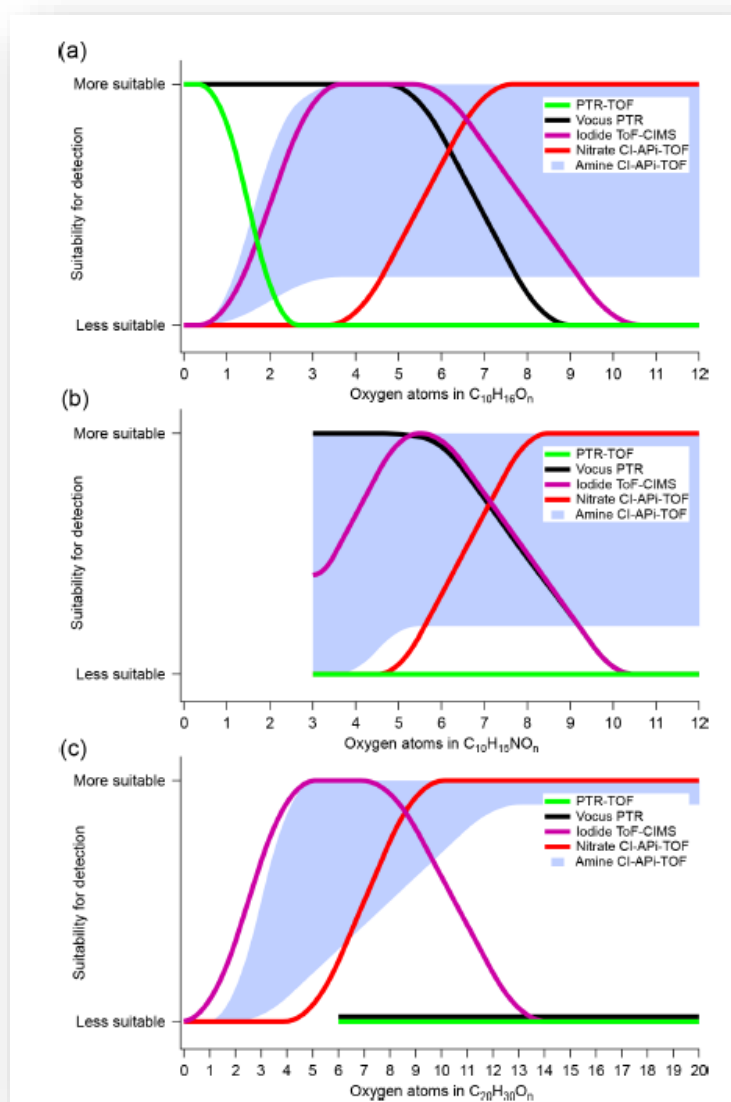 (a)
More suitable
Suitability for detection
Less suitable
PTR-TOF
Vocus PTR
Iodide ToF-CIMS
Nitrate CI-APi-TOF
Amine CI-APi-TOF
0 1 2 3 4 5 6 7 8 9 10 11 12
Oxygen atoms in C₁₀H₁₆Oₙ
(b)
More suitable
Suitability for detection
Less suitable
PTR-TOF
Vocus PTR
Iodide ToF-CIMS
Nitrate CI-APi-TOF
Amine CI-APi-TOF
0 1 2 3 4 5 6 7 8 9 10 11 12
Oxygen atoms in C₁₀H₁₅NOₙ
(c)
More suitable
Suitability for detection
Less suitable
PTR-TOF
Vocus PTR
Iodide ToF-CIMS
Nitrate CI-APi-TOF
Amine CI-APi-TOF
0 1 2 3 4 5 6 7 8 9 10 11 12 13 14 15 16 17 18 19 20
Oxygen atoms in C₂₀H₃₀Oₙ